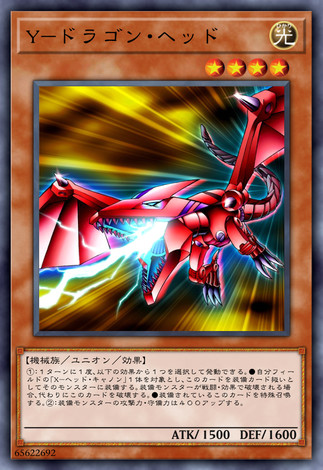 Y－ドラゴン・ヘッド
光
【機械族／ユニオン／効果】
①：１ターンに１度、以下の効果から１つを選択して発動できる。●自分フィ
ールドの「X－ヘッド・キャノン」１体を対象とし、このカードを装備カード扱いと
してそのモンスターに装備する。装備モンスターが戦闘・効果で破壊される場
合、代わりにこのカードを破壊する。●装備されているこのカードを特殊召喚
する。②：装備モンスターの攻撃力・守備力は４００アップする。
ATK/ 1500 DEF/1600
65622692